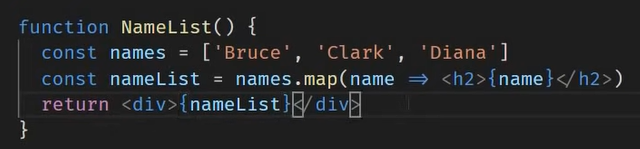 function NameList() {
const names = ['Bruce', 'Clark', 'Diana']
const nameList = names.map(name => <h2>{name}</h2>)
return <div>{nameList}</div>
}